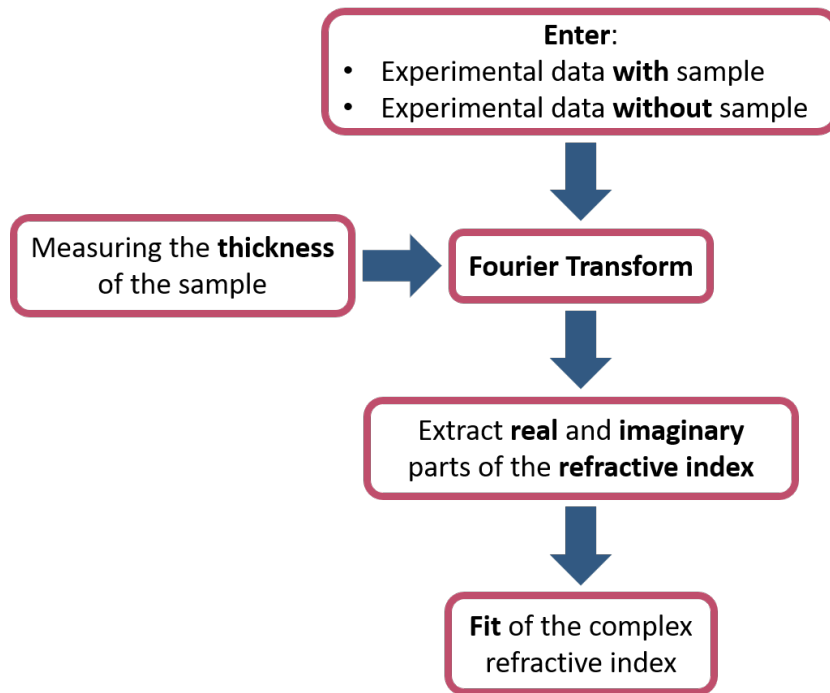 Enter:
• Experimental data with sample
• Experimental data without sample
Measuring the thickness
of the sample
Fourier Transform
Extract real and imaginary
parts of the refractive index
Fit of the complex
refractive index